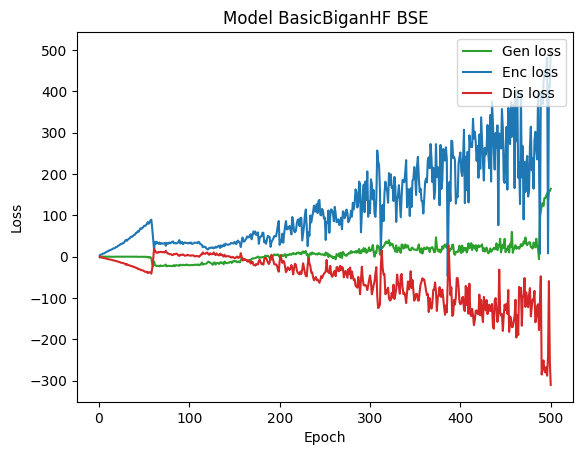 Model BasicBiganHF BSE
Gen loss
Enc loss
Dis loss
Loss
500
400
300
200
100
0
−100
−200
−300
0 100 200 300 400 500
Epoch